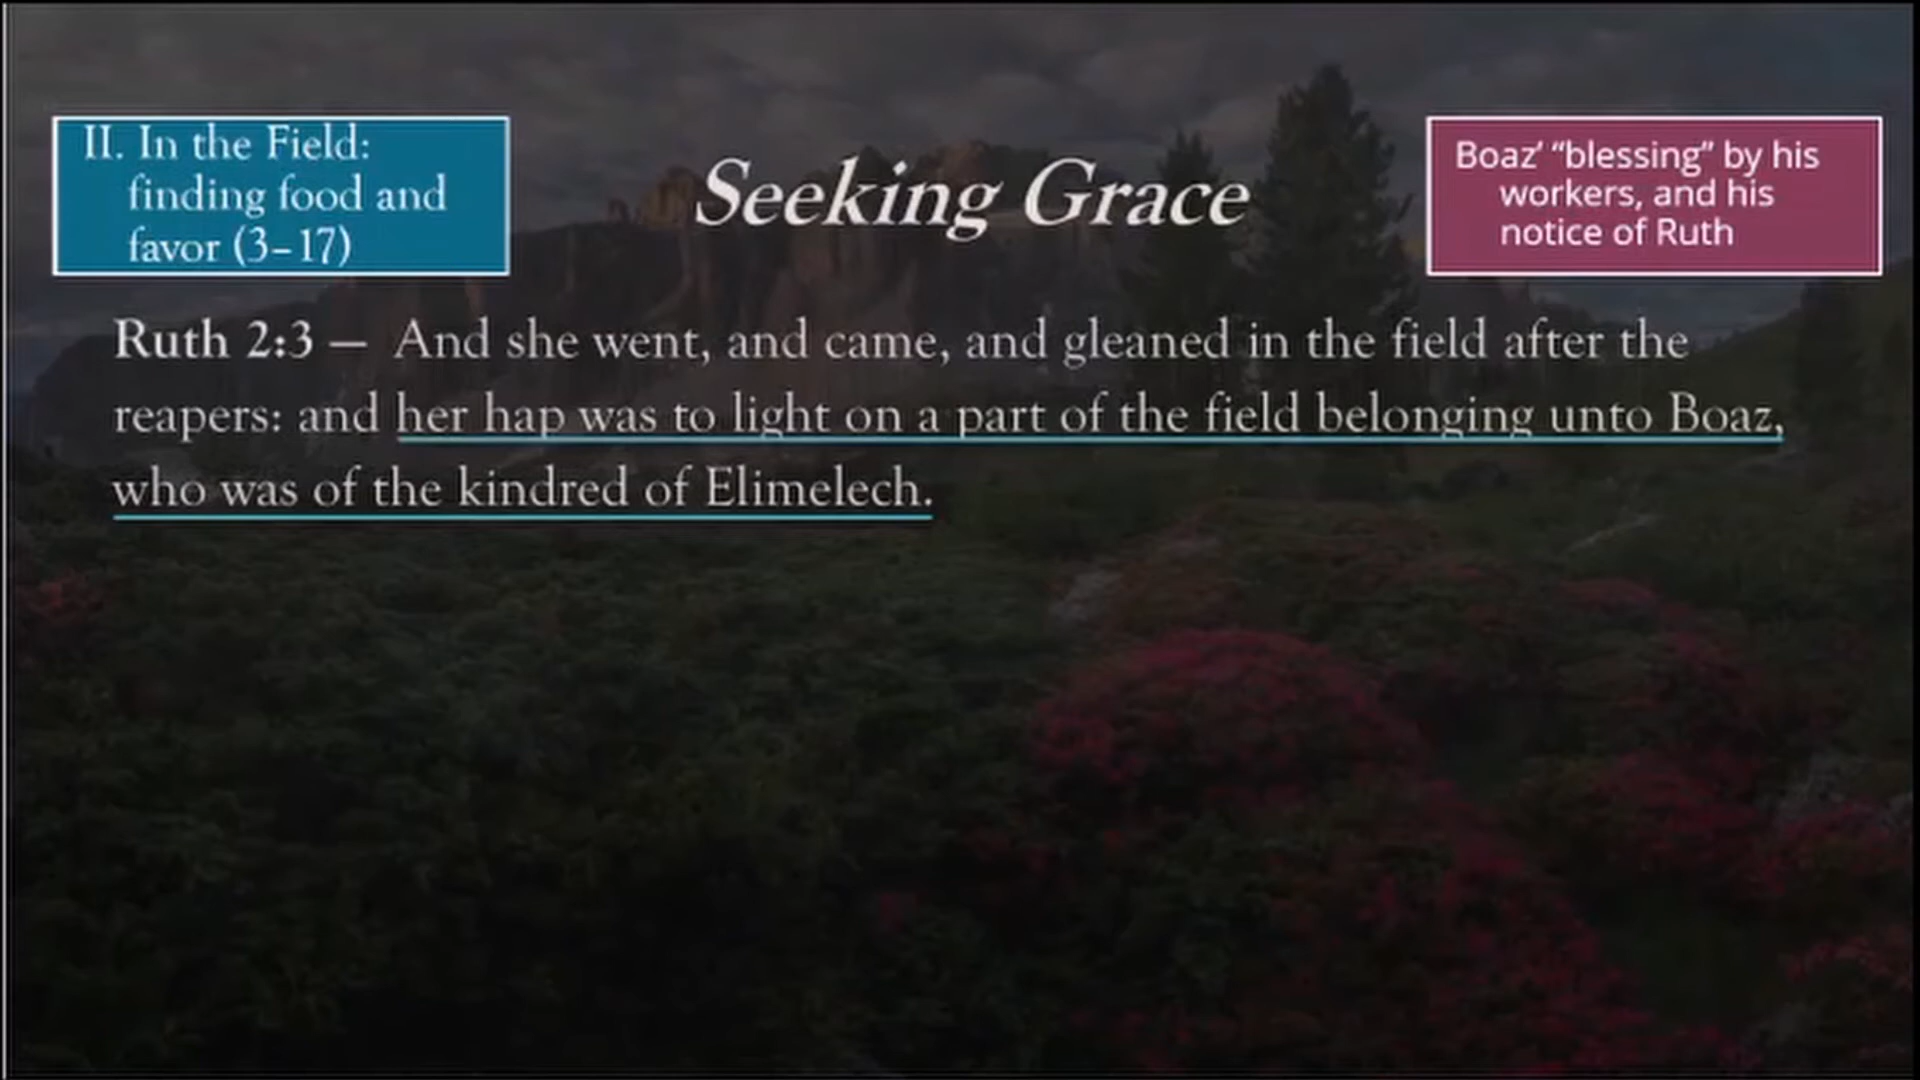 II. In the Field:
finding food and
favor (3–17)
Seeking Grace
Boaz’ “blessing” by his
workers, and his
notice of Ruth
Ruth 2:3 — And she went, and came, and gleaned in the field after the
reapers: and her hap was to light on a part of the field belonging unto Boaz,
who was of the kindred of Elimelech.